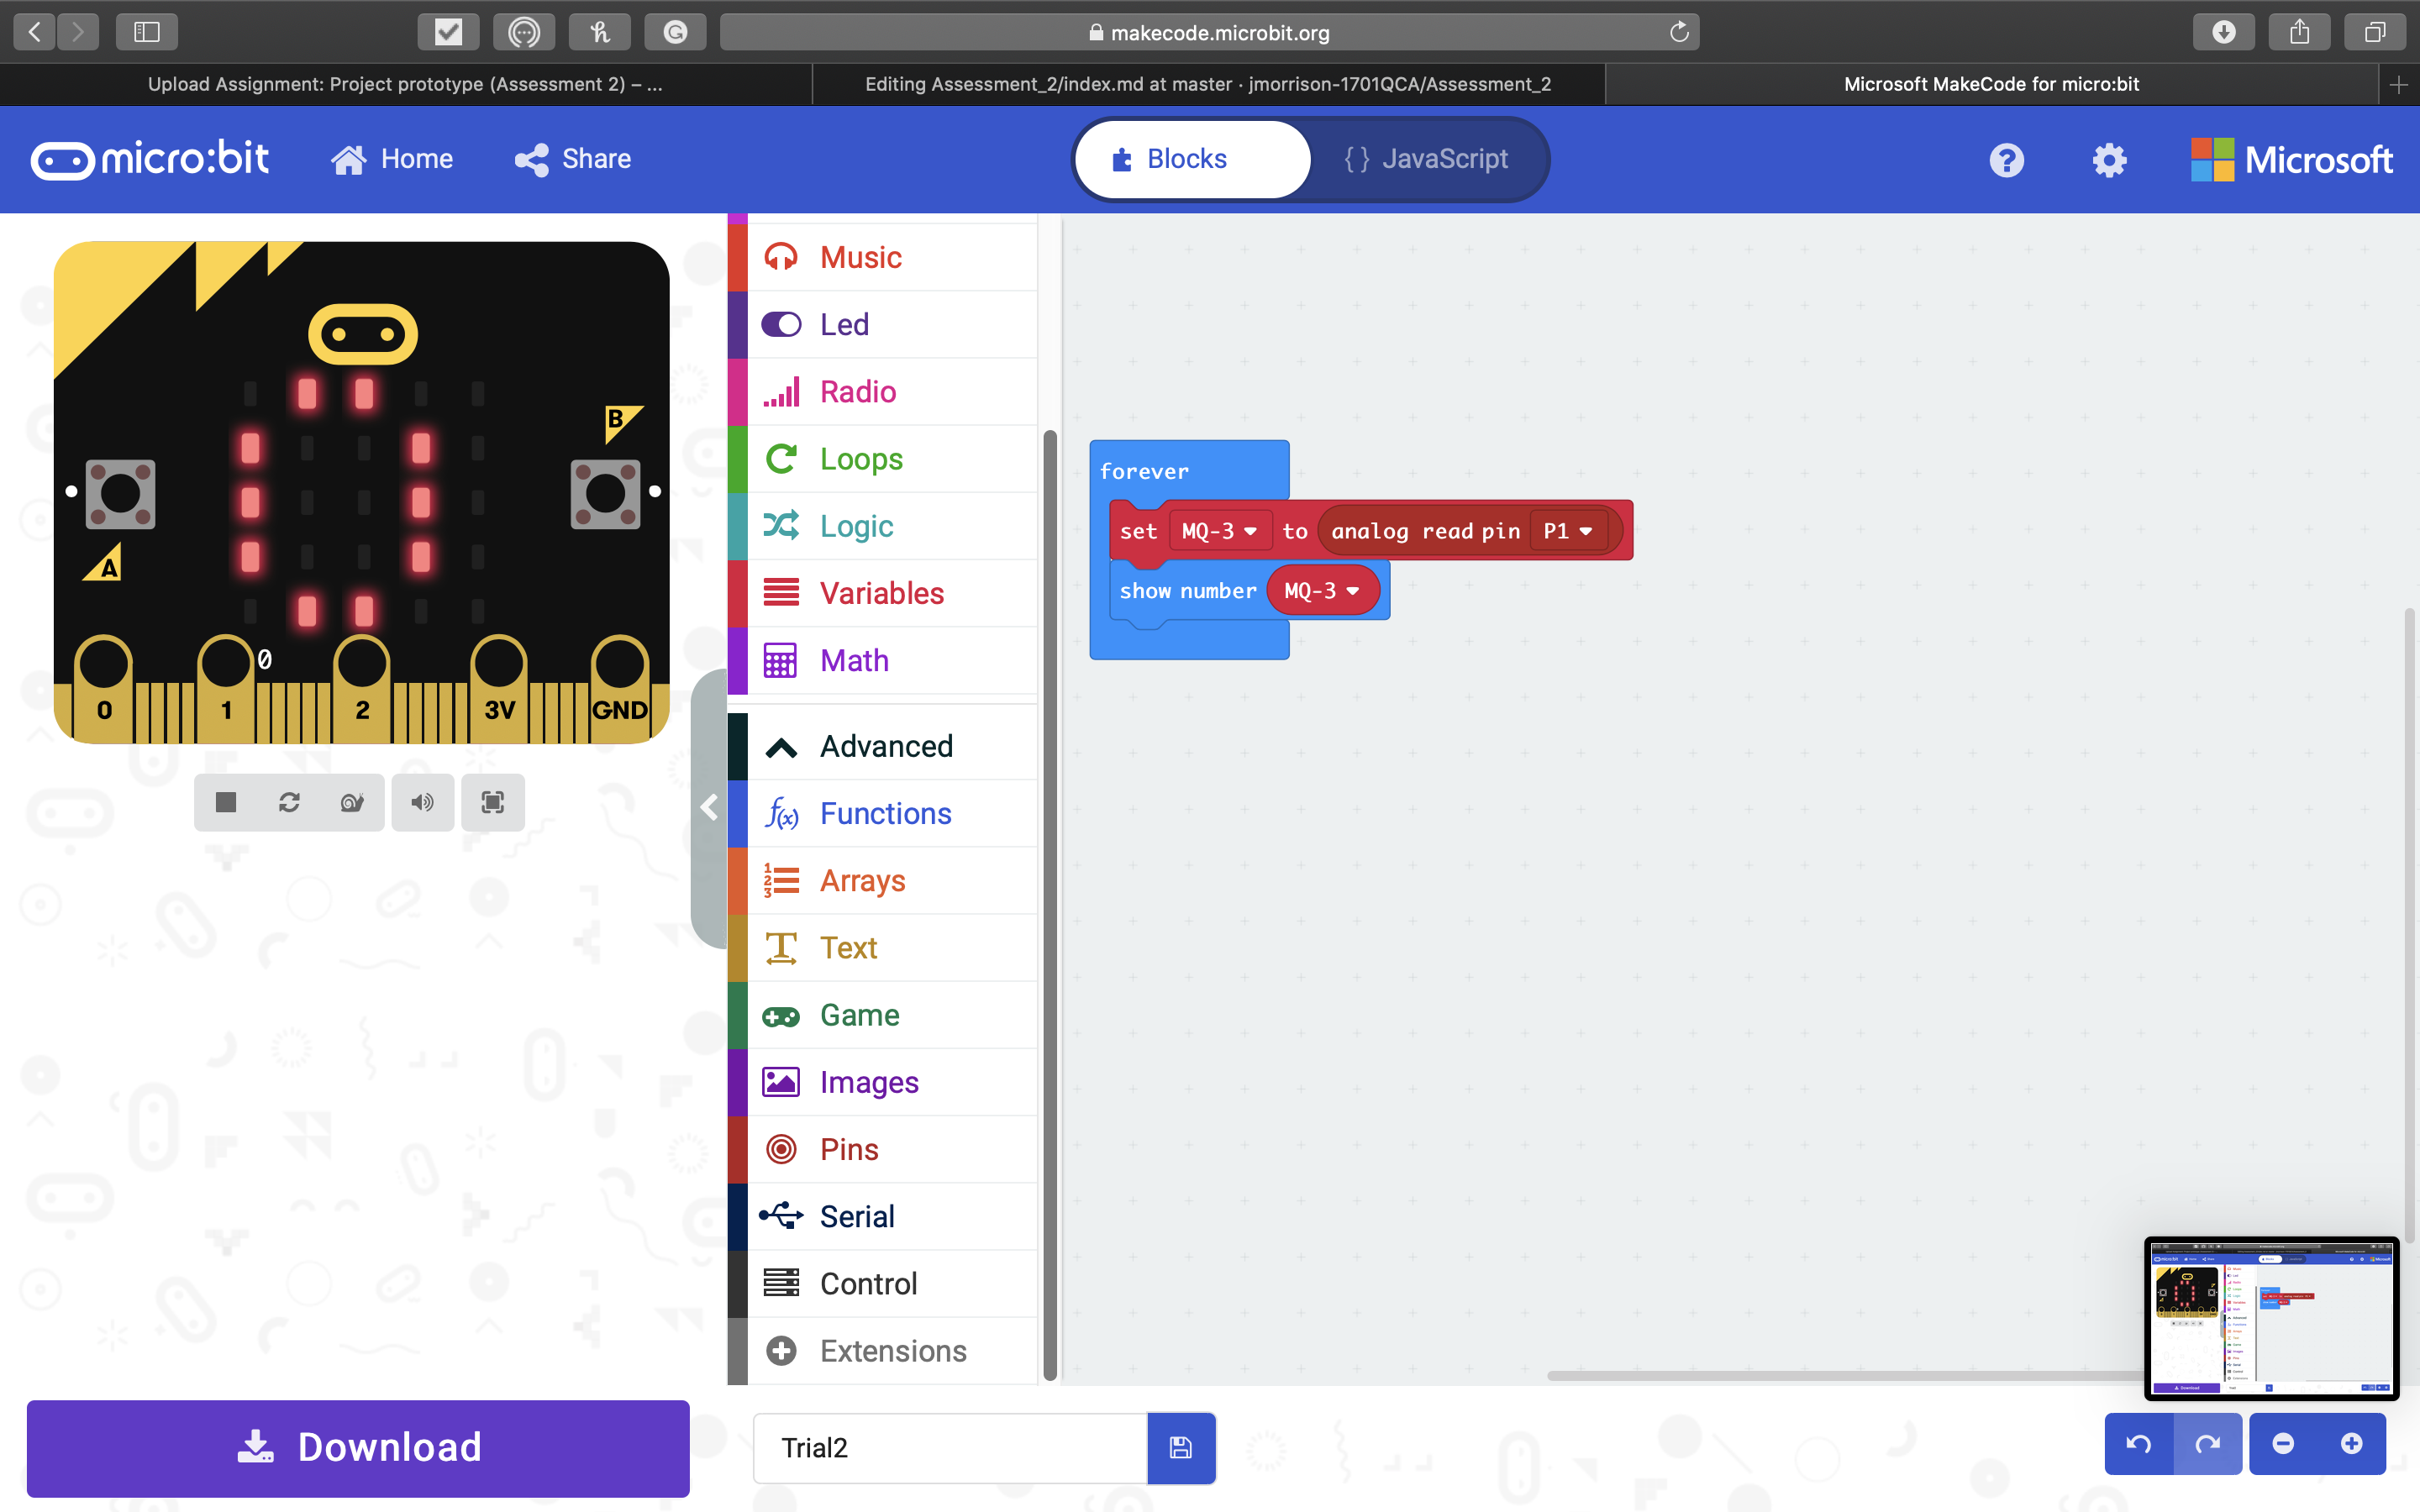 makecode.microbit.org
Upload Assignment: Project prototype (Assessment 2) – ...
Editing Assessment_2/index.md at master · jmorrison-1701QCA/Assessment_2
Microsoft MakeCode for micro:bit
micro:bit
Home
Share
Blocks
{ } JavaScript
Microsoft
B
A
0
0
1
2
3V
GND
Music
Led
Radio
Loops
Logic
Variables
Math
Advanced
Functions
Arrays
Text
Game
Images
Pins
Serial
Control
Extensions
forever
set MQ-3 to analog read pin P1
show number MQ-3
Download
Trial2